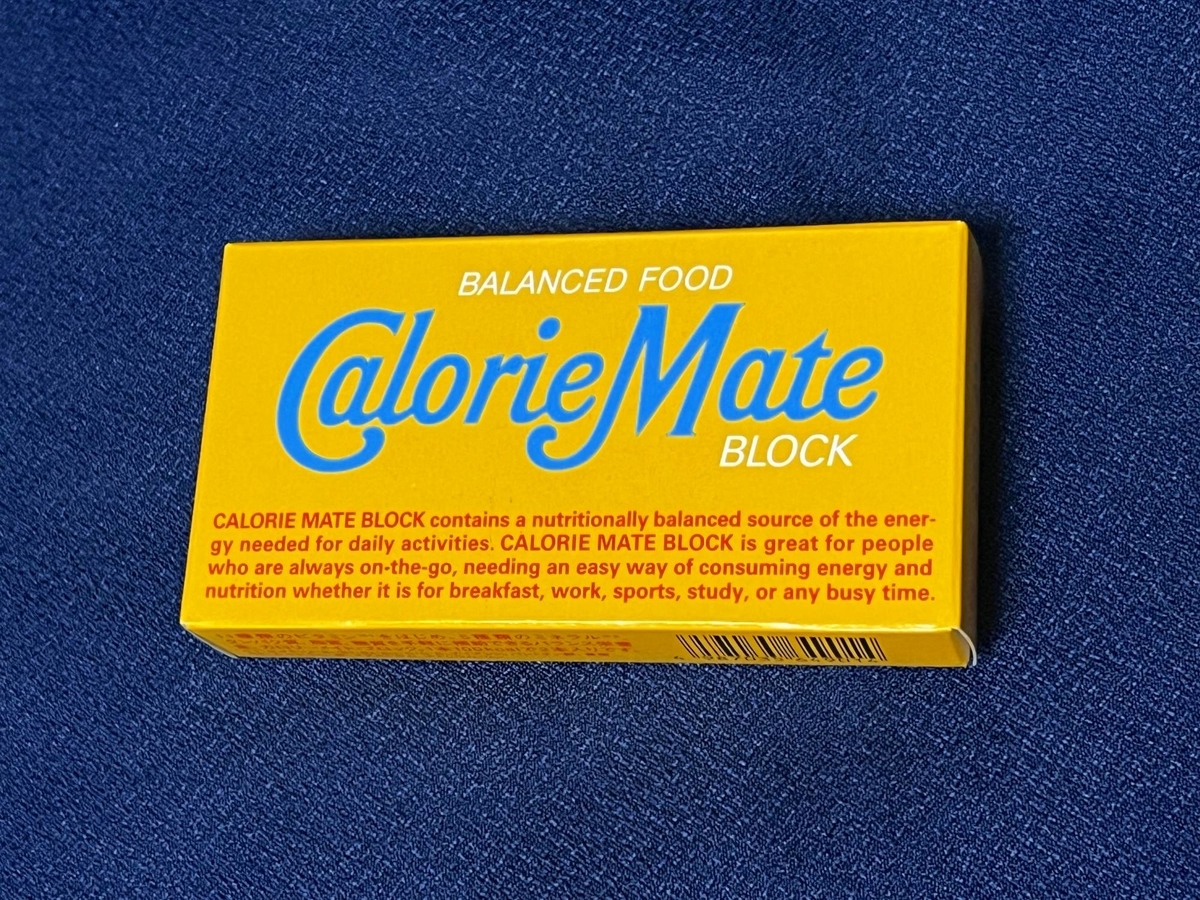 BALANCED FOOD
CalorieMate
BLOCK
CALORIE MATE BLOCK contains a nutritionally balanced source of the ener-
gy needed for daily activities. CALORIE MATE BLOCK is great for people
who are always on-the-go, needing an easy way of consuming energy and
nutrition whether it is for breakfast, work, sports, study, or any busy time.